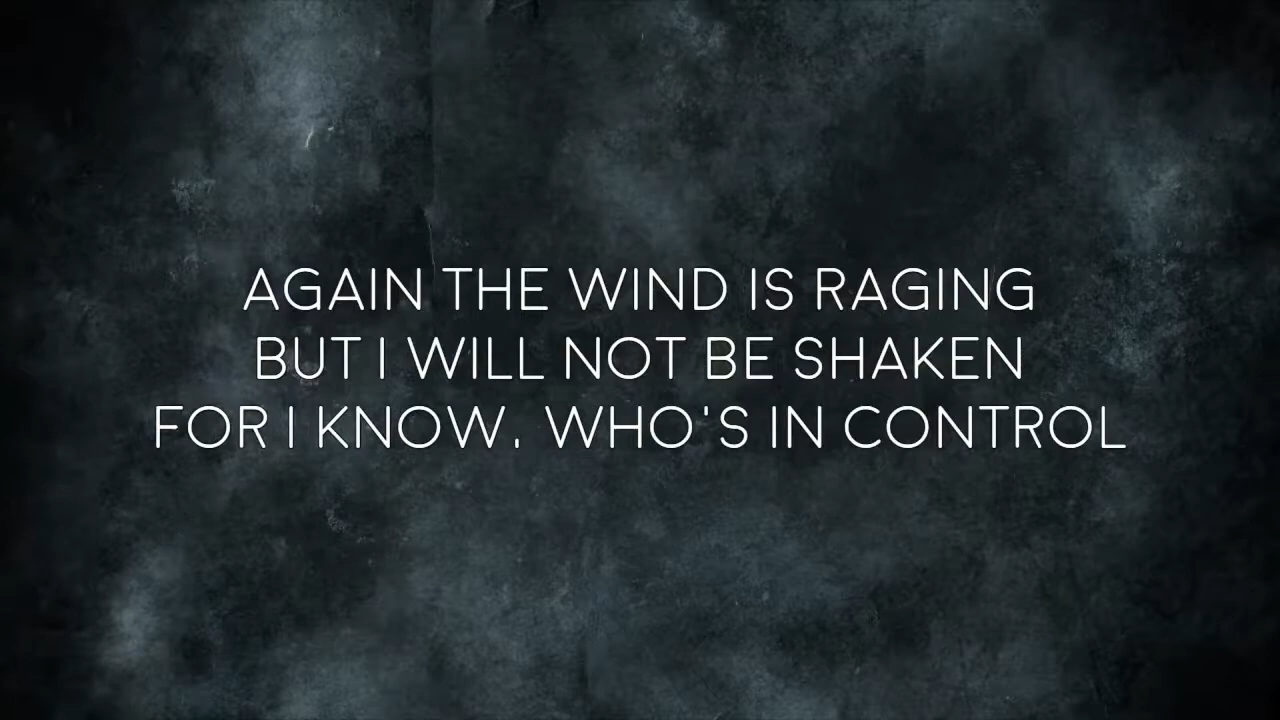 AGAIN THE WIND IS RAGING
BUT I WILL NOT BE SHAKEN
FOR I KNOW, WHO'S IN CONTROL